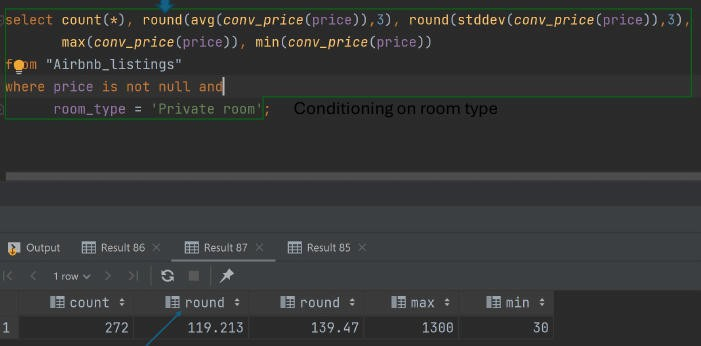 select count(*), round(avg(conv_price(price)),3), round(stddev(conv_price(price)),3),
max(conv_price(price)), min(conv_price(price))
from "Airbnb_listings"
where price is not null and
room_type = 'Private room'; Conditioning on room type
Output Result 86 × Result 87 × Result 85 ×
1 row
count round round max min
1 272 119.213 139.47 1300 30